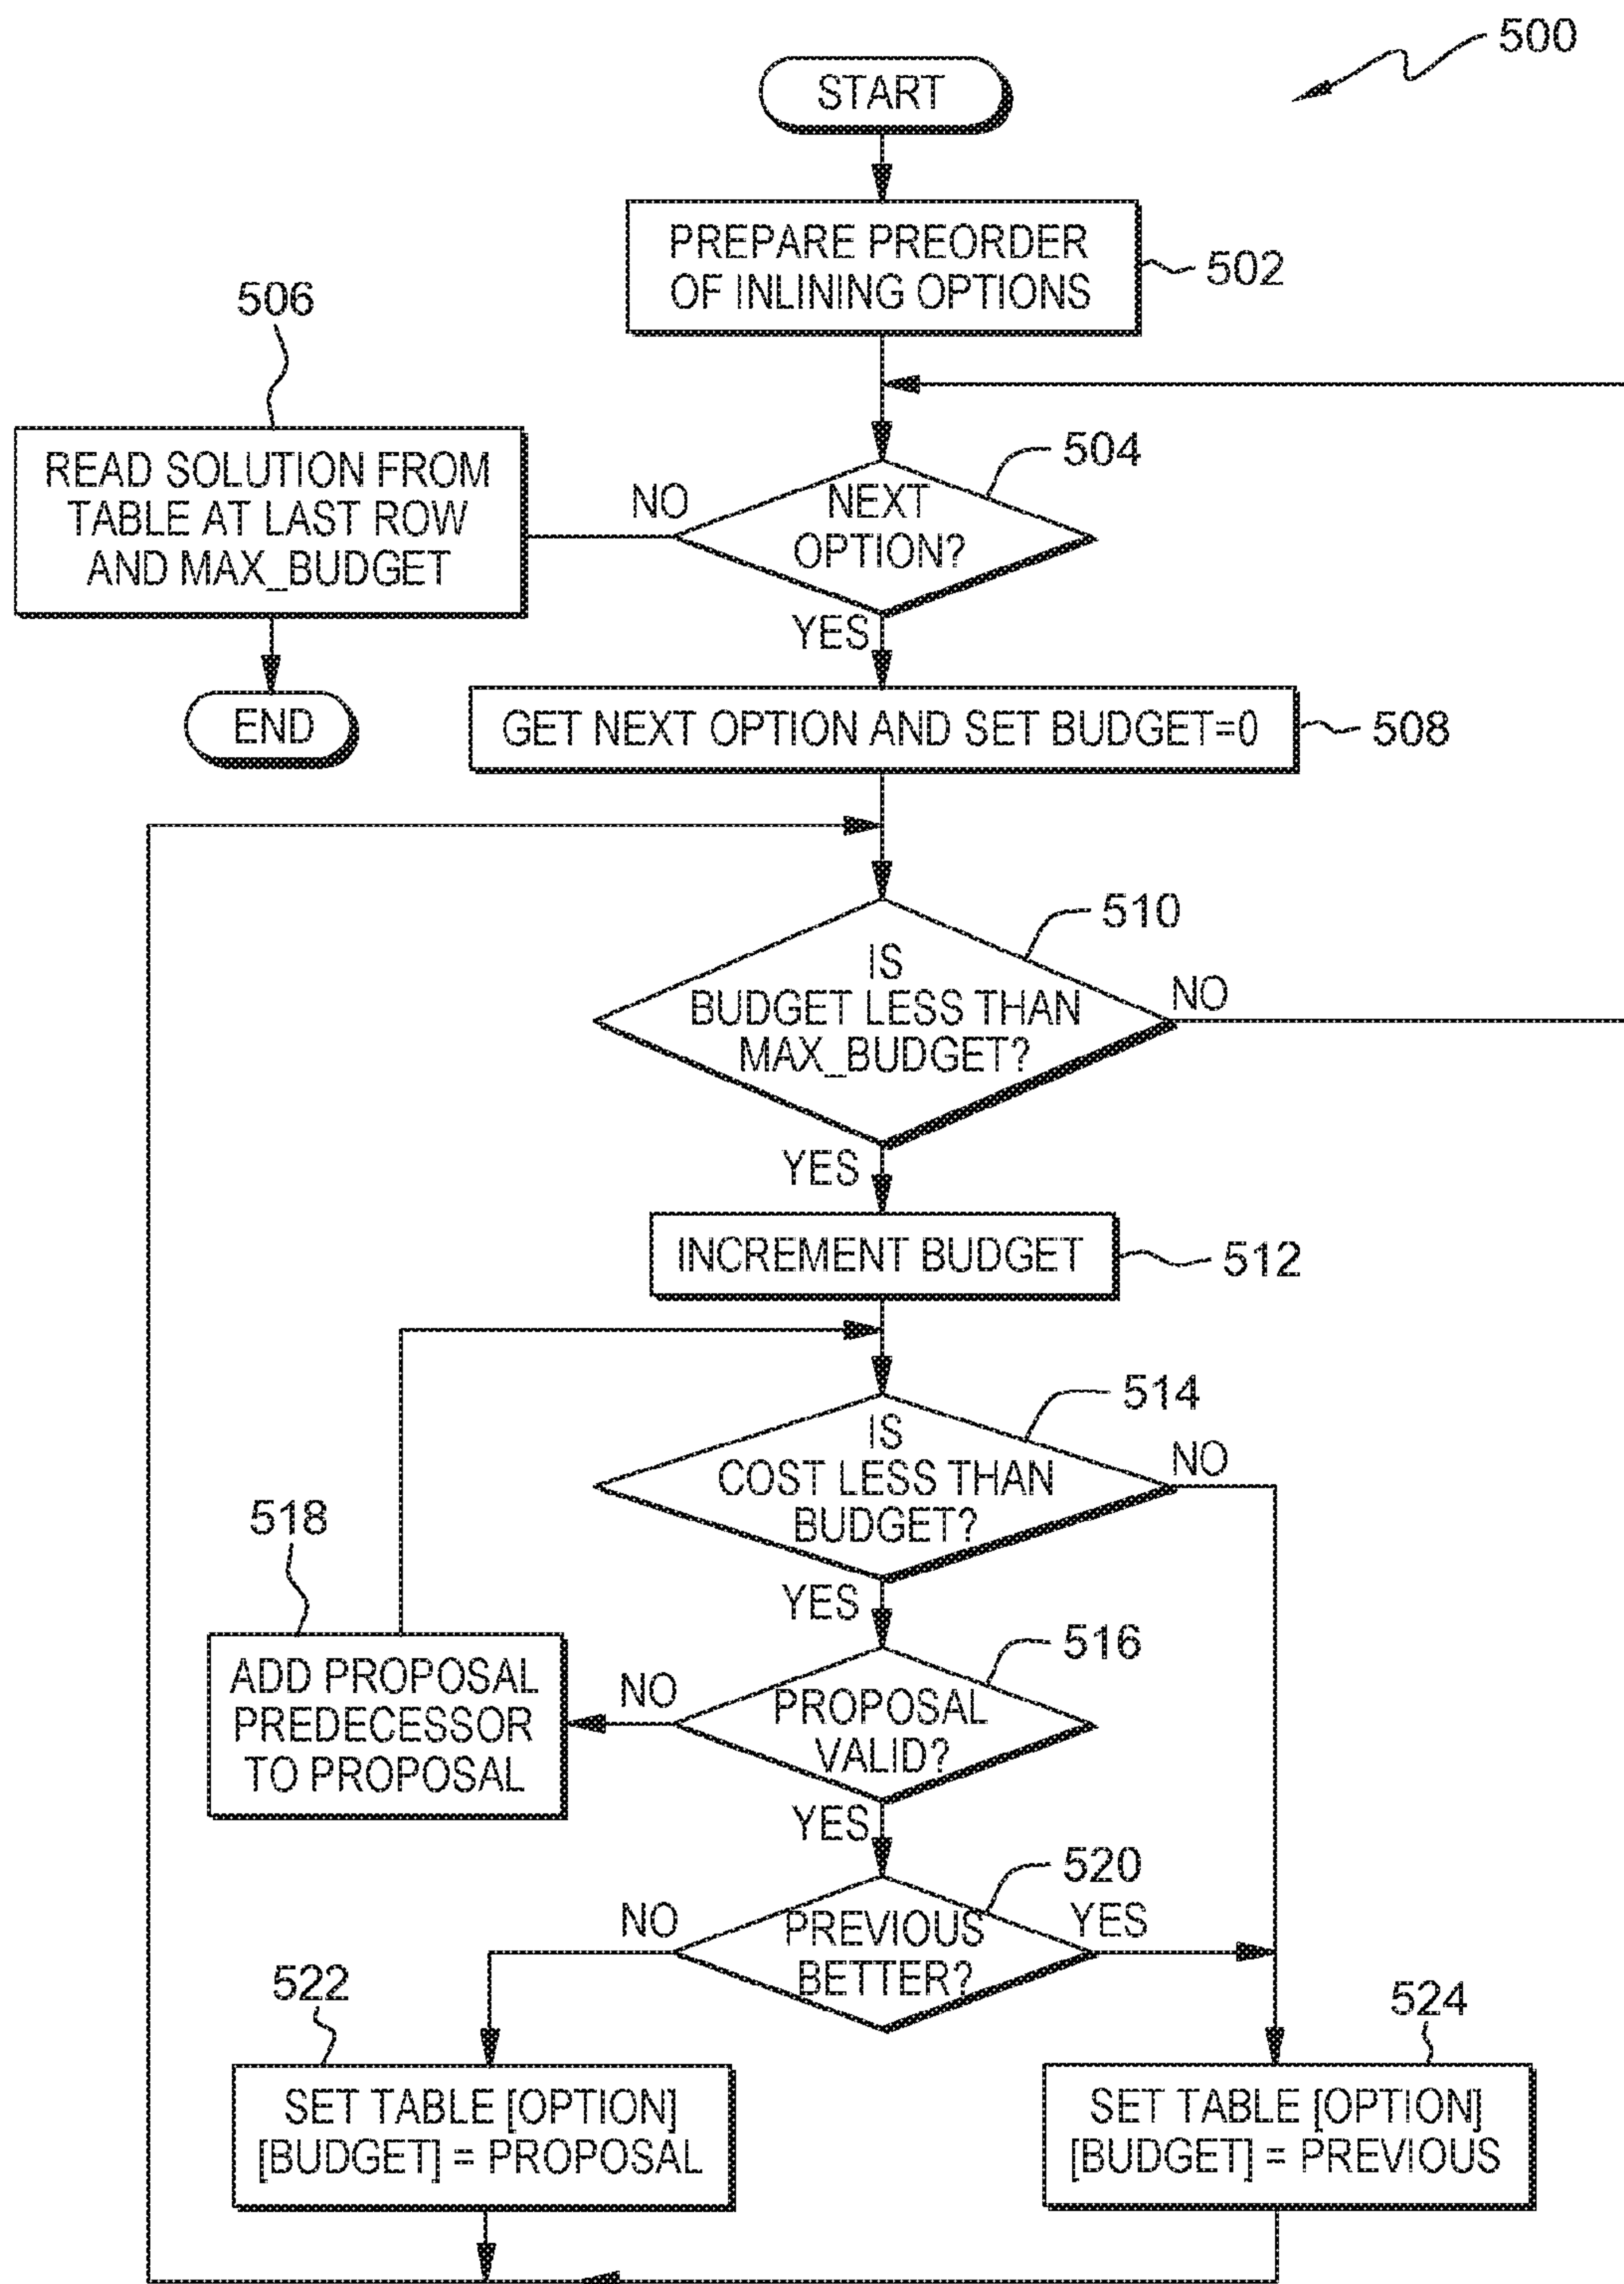 500
START
PREPARE PREORDER
OF INLINING OPTIONS
502
506
READ SOLUTION FROM
TABLE AT LAST ROW
AND MAX_BUDGET
NO
NEXT
OPTION?
504
YES
END
GET NEXT OPTION AND SET BUDGET=0
508
IS
BUDGET LESS THAN
MAX_BUDGET?
510
NO
YES
INCREMENT BUDGET
512
IS
COST LESS THAN
BUDGET?
514
NO
YES
518
ADD PROPOSAL
PREDECESSOR
TO PROPOSAL
NO
PROPOSAL
VALID?
516
YES
NO
PREVIOUS
BETTER?
520
YES
522
SET TABLE [OPTION]
[BUDGET] = PROPOSAL
524
SET TABLE [OPTION]
[BUDGET] = PREVIOUS